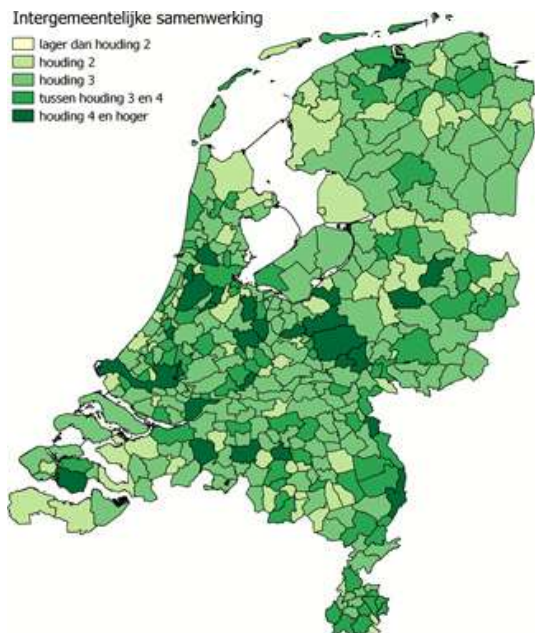 Intergemeentelijke samenwerking
lager dan houding 2
houding 2
houding 3
tussen houding 3 en 4
houding 4 en hoger